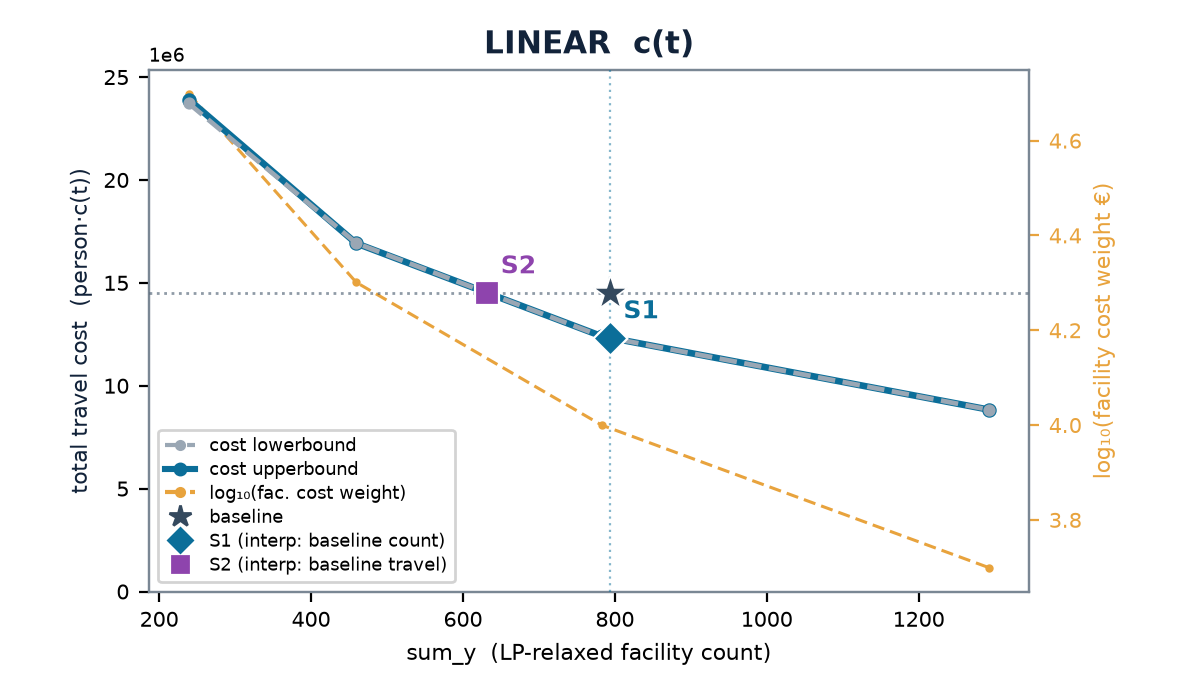 LINEAR  c(t)
1e6
25
20
15
10
5
0
total travel cost  (person·c(t))
S2
S1
4.6
4.4
4.2
4.0
3.8
log₁₀(facility cost weight €)
cost lowerbound
cost upperbound
log₁₀(fac. cost weight)
baseline
S1 (interp: baseline count)
S2 (interp: baseline travel)
200
400
600
800
1000
1200
sum_y  (LP-relaxed facility count)